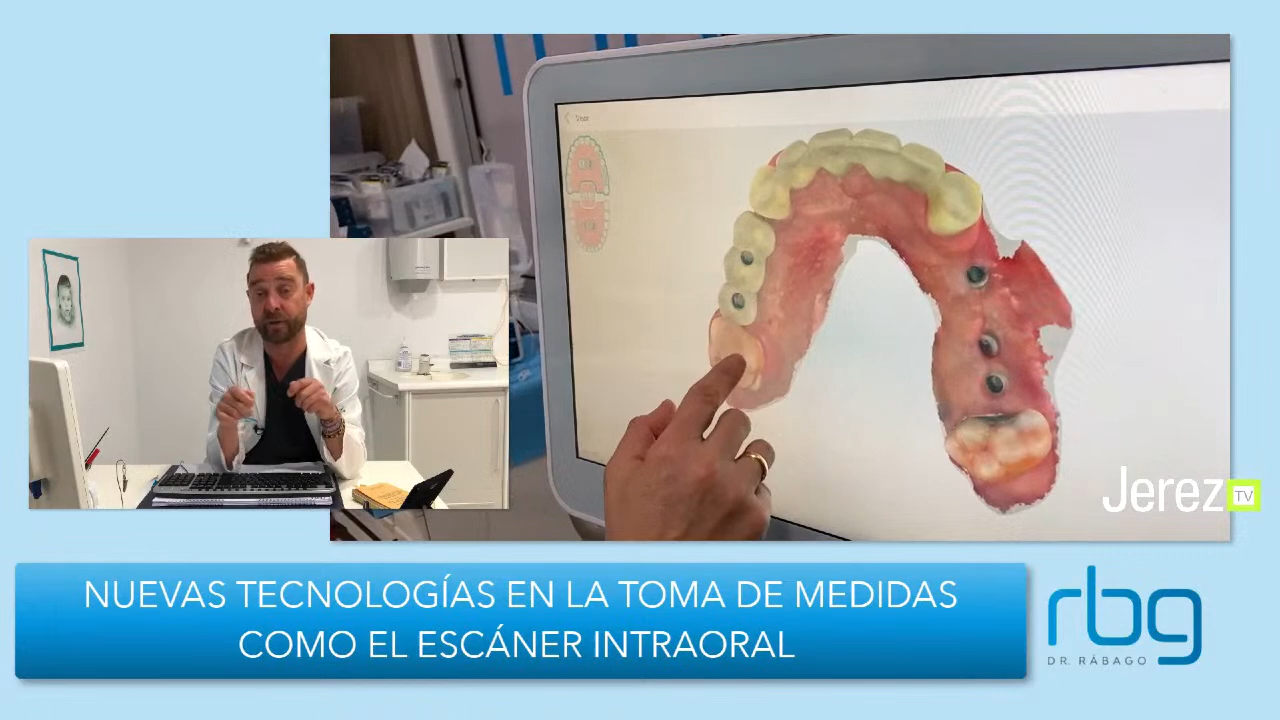 Jerez TV
NUEVAS TECNOLOGÍAS EN LA TOMA DE MEDIDAS
COMO EL ESCÁNER INTRAORAL
rbg
DR. RÁBAGO